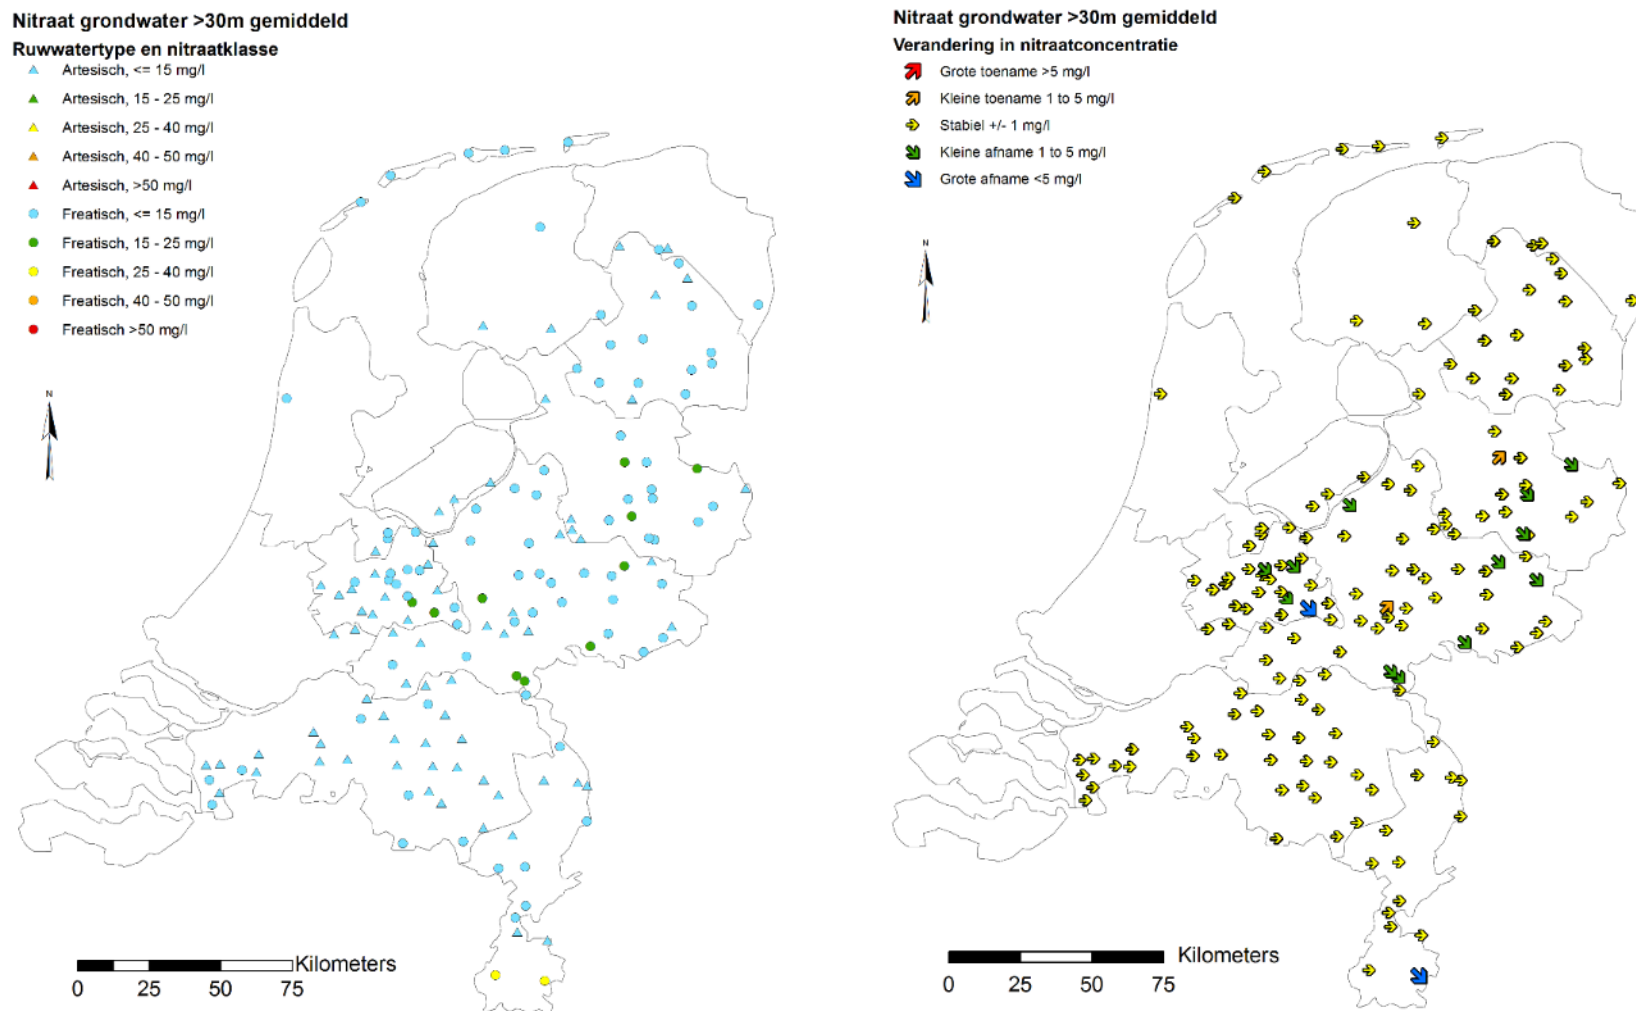 Nitraat grondwater >30m gemiddeld
Ruwwatertype en nitraatklasse
Artesisch, <= 15 mg/l
Artesisch, 15 - 25 mg/l
Artesisch, 25 - 40 mg/l
Artesisch, 40 - 50 mg/l
Artesisch, >50 mg/l
Freatisch, <= 15 mg/l
Freatisch, 15 - 25 mg/l
Freatisch, 25 - 40 mg/l
Freatisch, 40 - 50 mg/l
Freatisch >50 mg/l
N
Kilometers
0 25 50 75
Nitraat grondwater >30m gemiddeld
Verandering in nitraatconcentratie
Grote toename >5 mg/l
Kleine toename 1 to 5 mg/l
Stabiel +/- 1 mg/l
Kleine afname 1 to 5 mg/l
Grote afname <5 mg/l
N
Kilometers
0 25 50 75